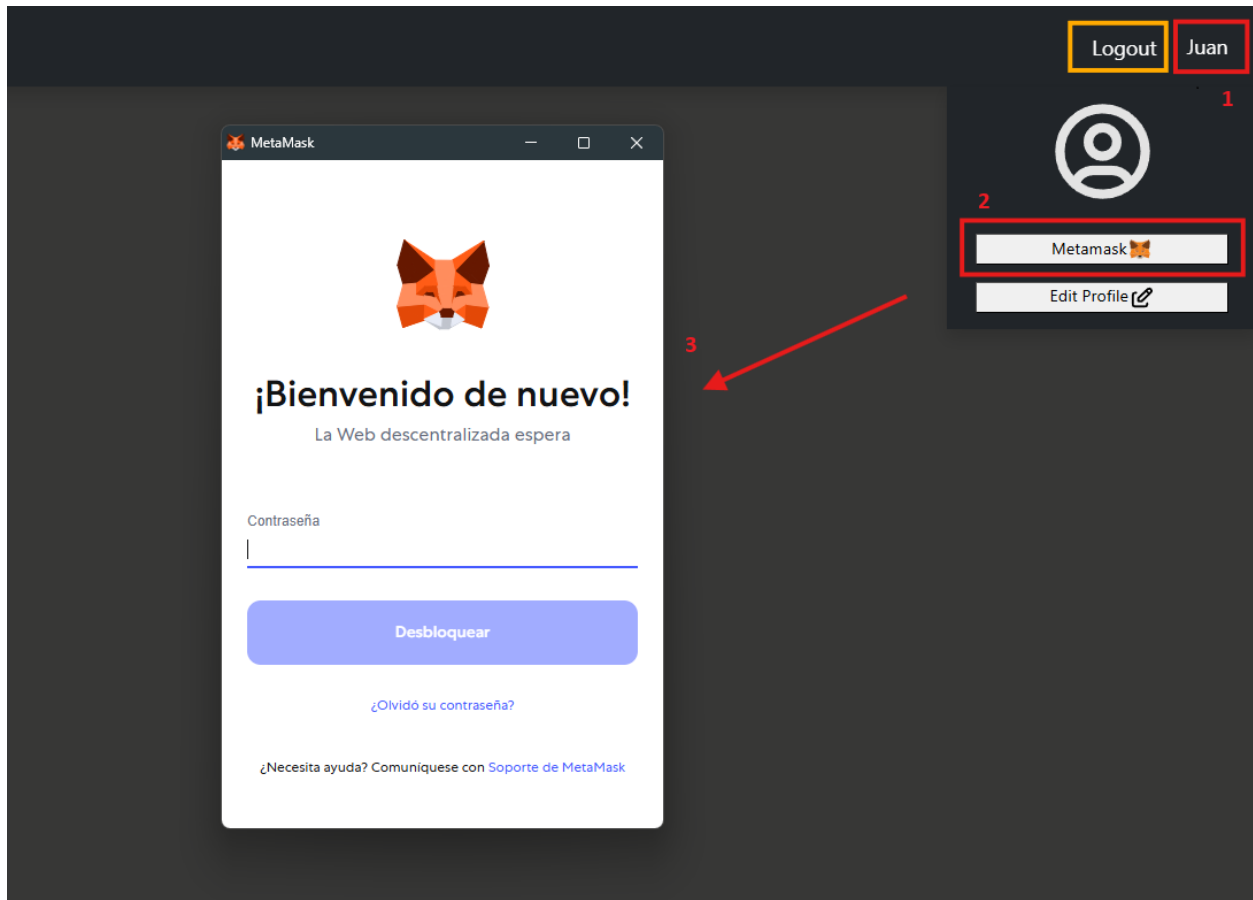 Logout Juan
1
MetaMask
2
Metamask
Edit Profile
3
¡Bienvenido de nuevo!
La Web descentralizada espera
Contraseña
Desbloquear
¿Olvidó su contraseña?
¿Necesita ayuda? Comuníquese con Soporte de MetaMask